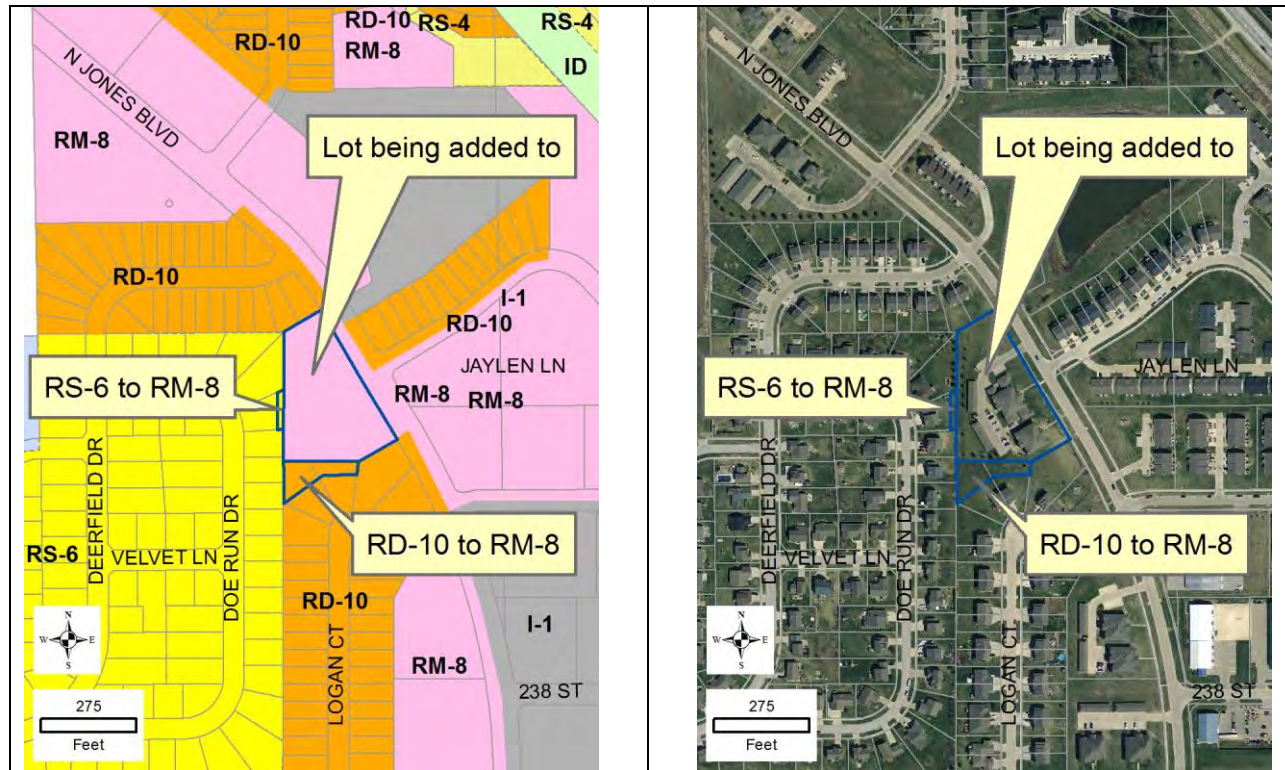 RD-10
RS-4
RS-4
RD-10
RM-8
ID
N JONES BLVD
RM-8
Lot being added to
RD-10
I-1
RD-10
RS-6 to RM-8
JAYLEN LN
RM-8
RM-8
DEERFIELD DR
DOE RUN DR
RD-10 to RM-8
RS-6
VELVET LN
RD-10
LOGAN CT
I-1
RM-8
238 ST
N
W
E
S
275
Feet
N JONES BLVD
Lot being added to
JAYLEN LN
RS-6 to RM-8
DEERFIELD DR
DOE RUN DR
RD-10 to RM-8
VELVET LN
LOGAN CT
238 ST
N
W
E
S
275
Feet